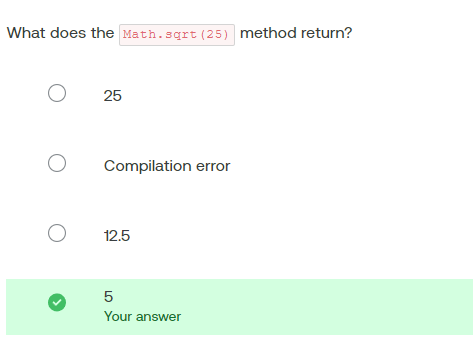 What does the Math.sqrt(25) method return?
25
Compilation error
12.5
5
Your answer